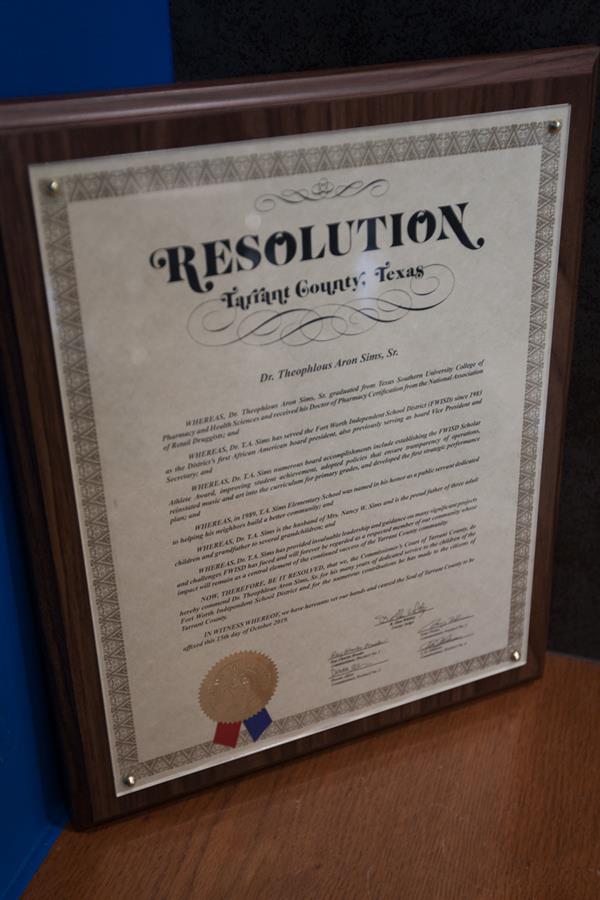 RESOLUTION
Tarrant County, Texas
Dr. Theophlous Aron Sims, Sr.
WHEREAS, Dr. Theophlous Aron Sims, Sr. graduated from Texas Southern University College of
Pharmacy and Health Sciences and received his Doctor of Pharmacy Certification from the National Association
of Retail Druggists; and
WHEREAS, Dr. T.A. Sims has served the Fort Worth Independent School District (FWISD) since 1983
as the District's first African American board president, also previously serving as board Vice President and
Secretary; and
WHEREAS, Dr. T.A. Sims numerous board accomplishments include establishing the FWISD Scholar
Athlete Award, improving student achievement, adopted policies that ensure transparency of operations,
reinstated music and art into the curriculum for primary grades, and developed the first strategic performance
plan; and
WHEREAS, in 1989, T.A. Sims Elementary School was named in his honor as a public servant dedicated
to helping his neighbors build a better community; and
WHEREAS, Dr. T.A. Sims is the husband of Mrs. Nancy W. Sims and is the proud father of three adult
children and grandfather to several grandchildren; and
WHEREAS, Dr. T.A. Sims has provided invaluable leadership and guidance on many significant projects
and challenges FWISD has faced and will forever be regarded as a respected member of our community whose
impact will remain as a central element of the continued success of the Tarrant County community.
NOW, THEREFORE, BE IT RESOLVED, that we, the Commissioner's Court of Tarrant County, do
hereby commend Dr. Theophlous Aron Sims, Sr. for his many years of dedicated service to the children of the
Fort Worth Independent School District and for the numerous contributions he has made to the citizens of
Tarrant County.
IN WITNESS WHEREOF, we have hereunto set our hands and caused the Seal of Tarrant County to be
affixed this 15th day of October 2019.